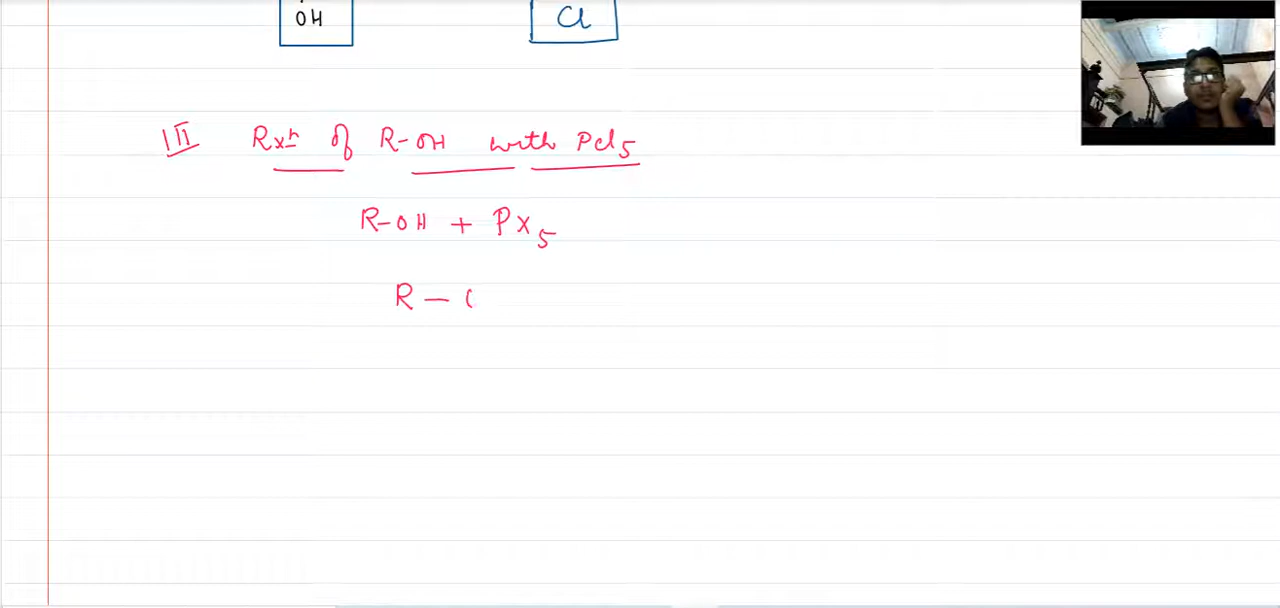 OH Cl
III Rxn of R-OH with PCl5
R-OH + PX5
R - (